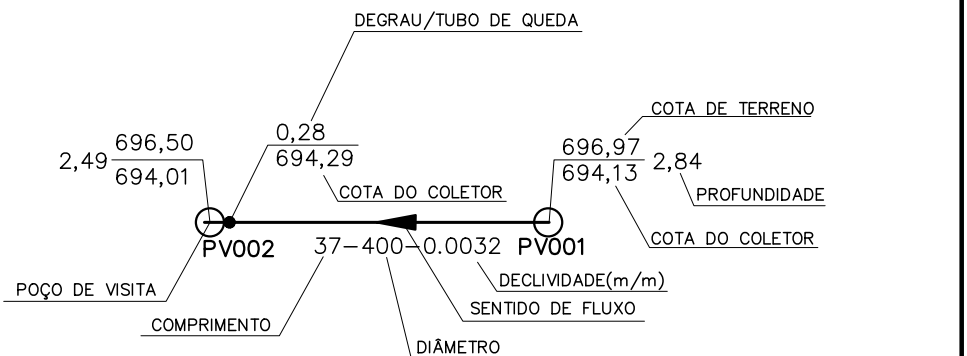 DEGRAU/TUBO DE QUEDA
COTA DE TERRENO
696,50
2,49
694,01
0,28
694,29
696,97
694,13
2,84
COTA DO COLETOR
PROFUNDIDADE
PV002
37-400-0.0032
PV001
COTA DO COLETOR
DECLIVIDADE(m/m)
POÇO DE VISITA
SENTIDO DE FLUXO
COMPRIMENTO
DIÂMETRO